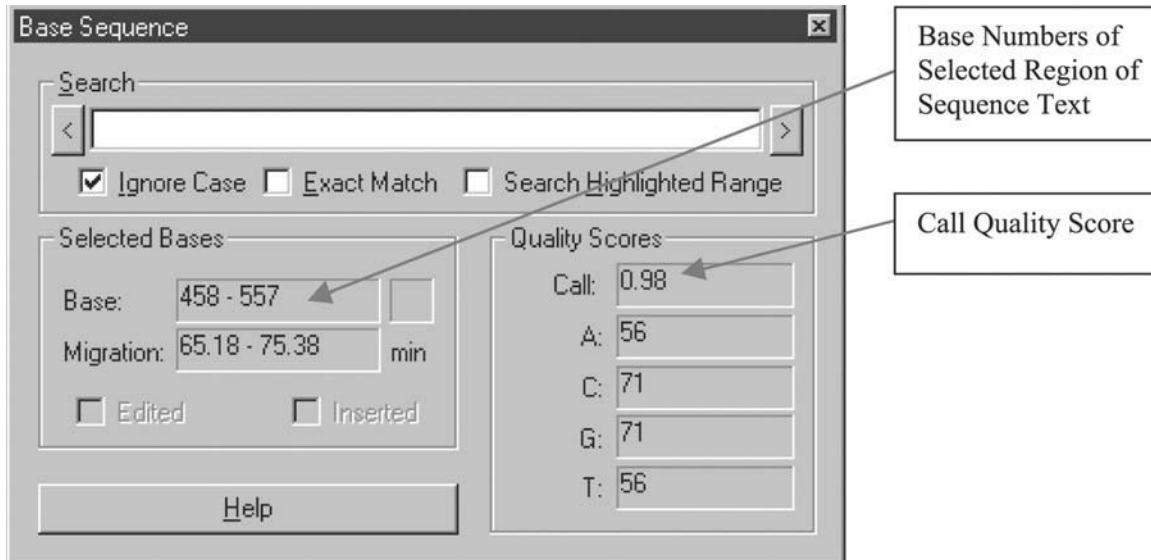 Base Sequence
Search
<
>
Ignore Case
Exact Match
Search Highlighted Range
Selected Bases
Base: 458 - 557
Migration: 65.18 - 75.38 min
Edited
Inserted
Help
Quality Scores
Call: 0.98
A: 56
C: 71
G: 71
T: 56
Base Numbers of
Selected Region of
Sequence Text
Call Quality Score